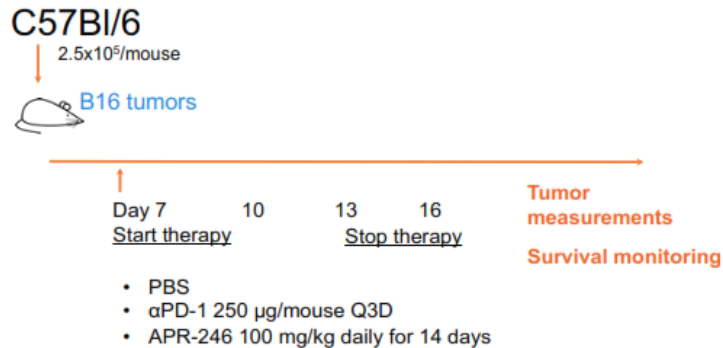 C57Bl/6
2.5x10⁵/mouse
B16 tumors
Day 7 10 13 16
Start therapy Stop therapy
Tumor
measurements
Survival monitoring
• PBS
• αPD-1 250 µg/mouse Q3D
• APR-246 100 mg/kg daily for 14 days